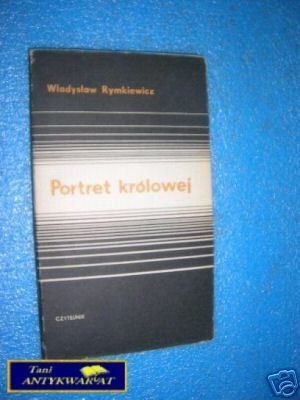 Władysław Rymkiewicz
Portret królowej
CZYTELNIK
Tani
ANTYKWARYAT